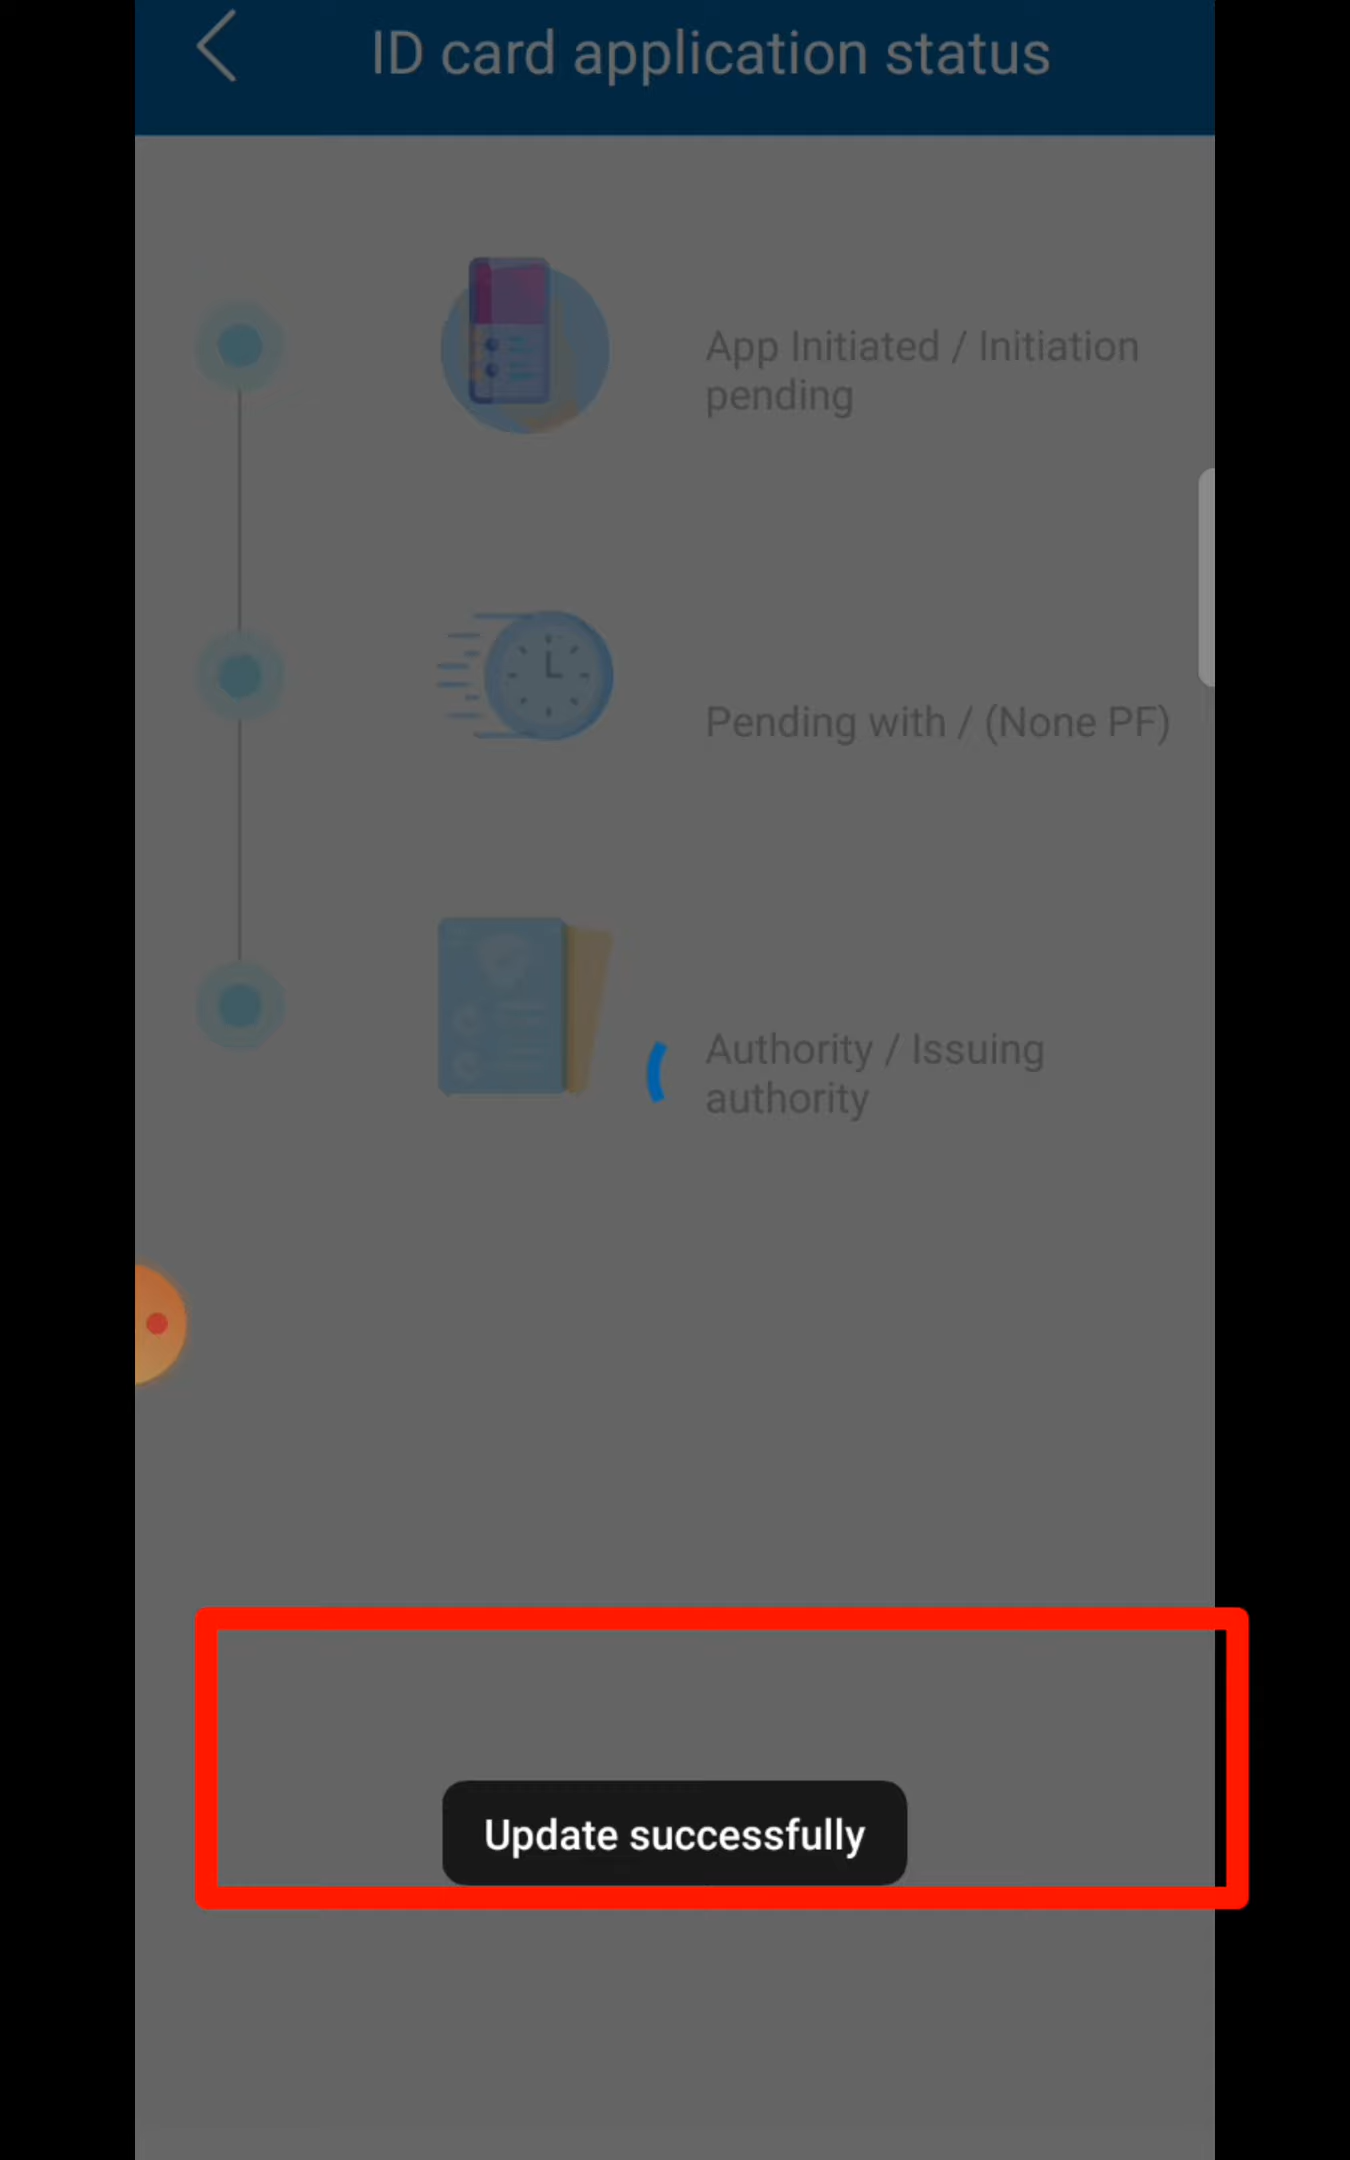 ID card application status
App Initiated / Initiation
pending
Pending with / (None PF)
Authority / Issuing
authority
Update successfully